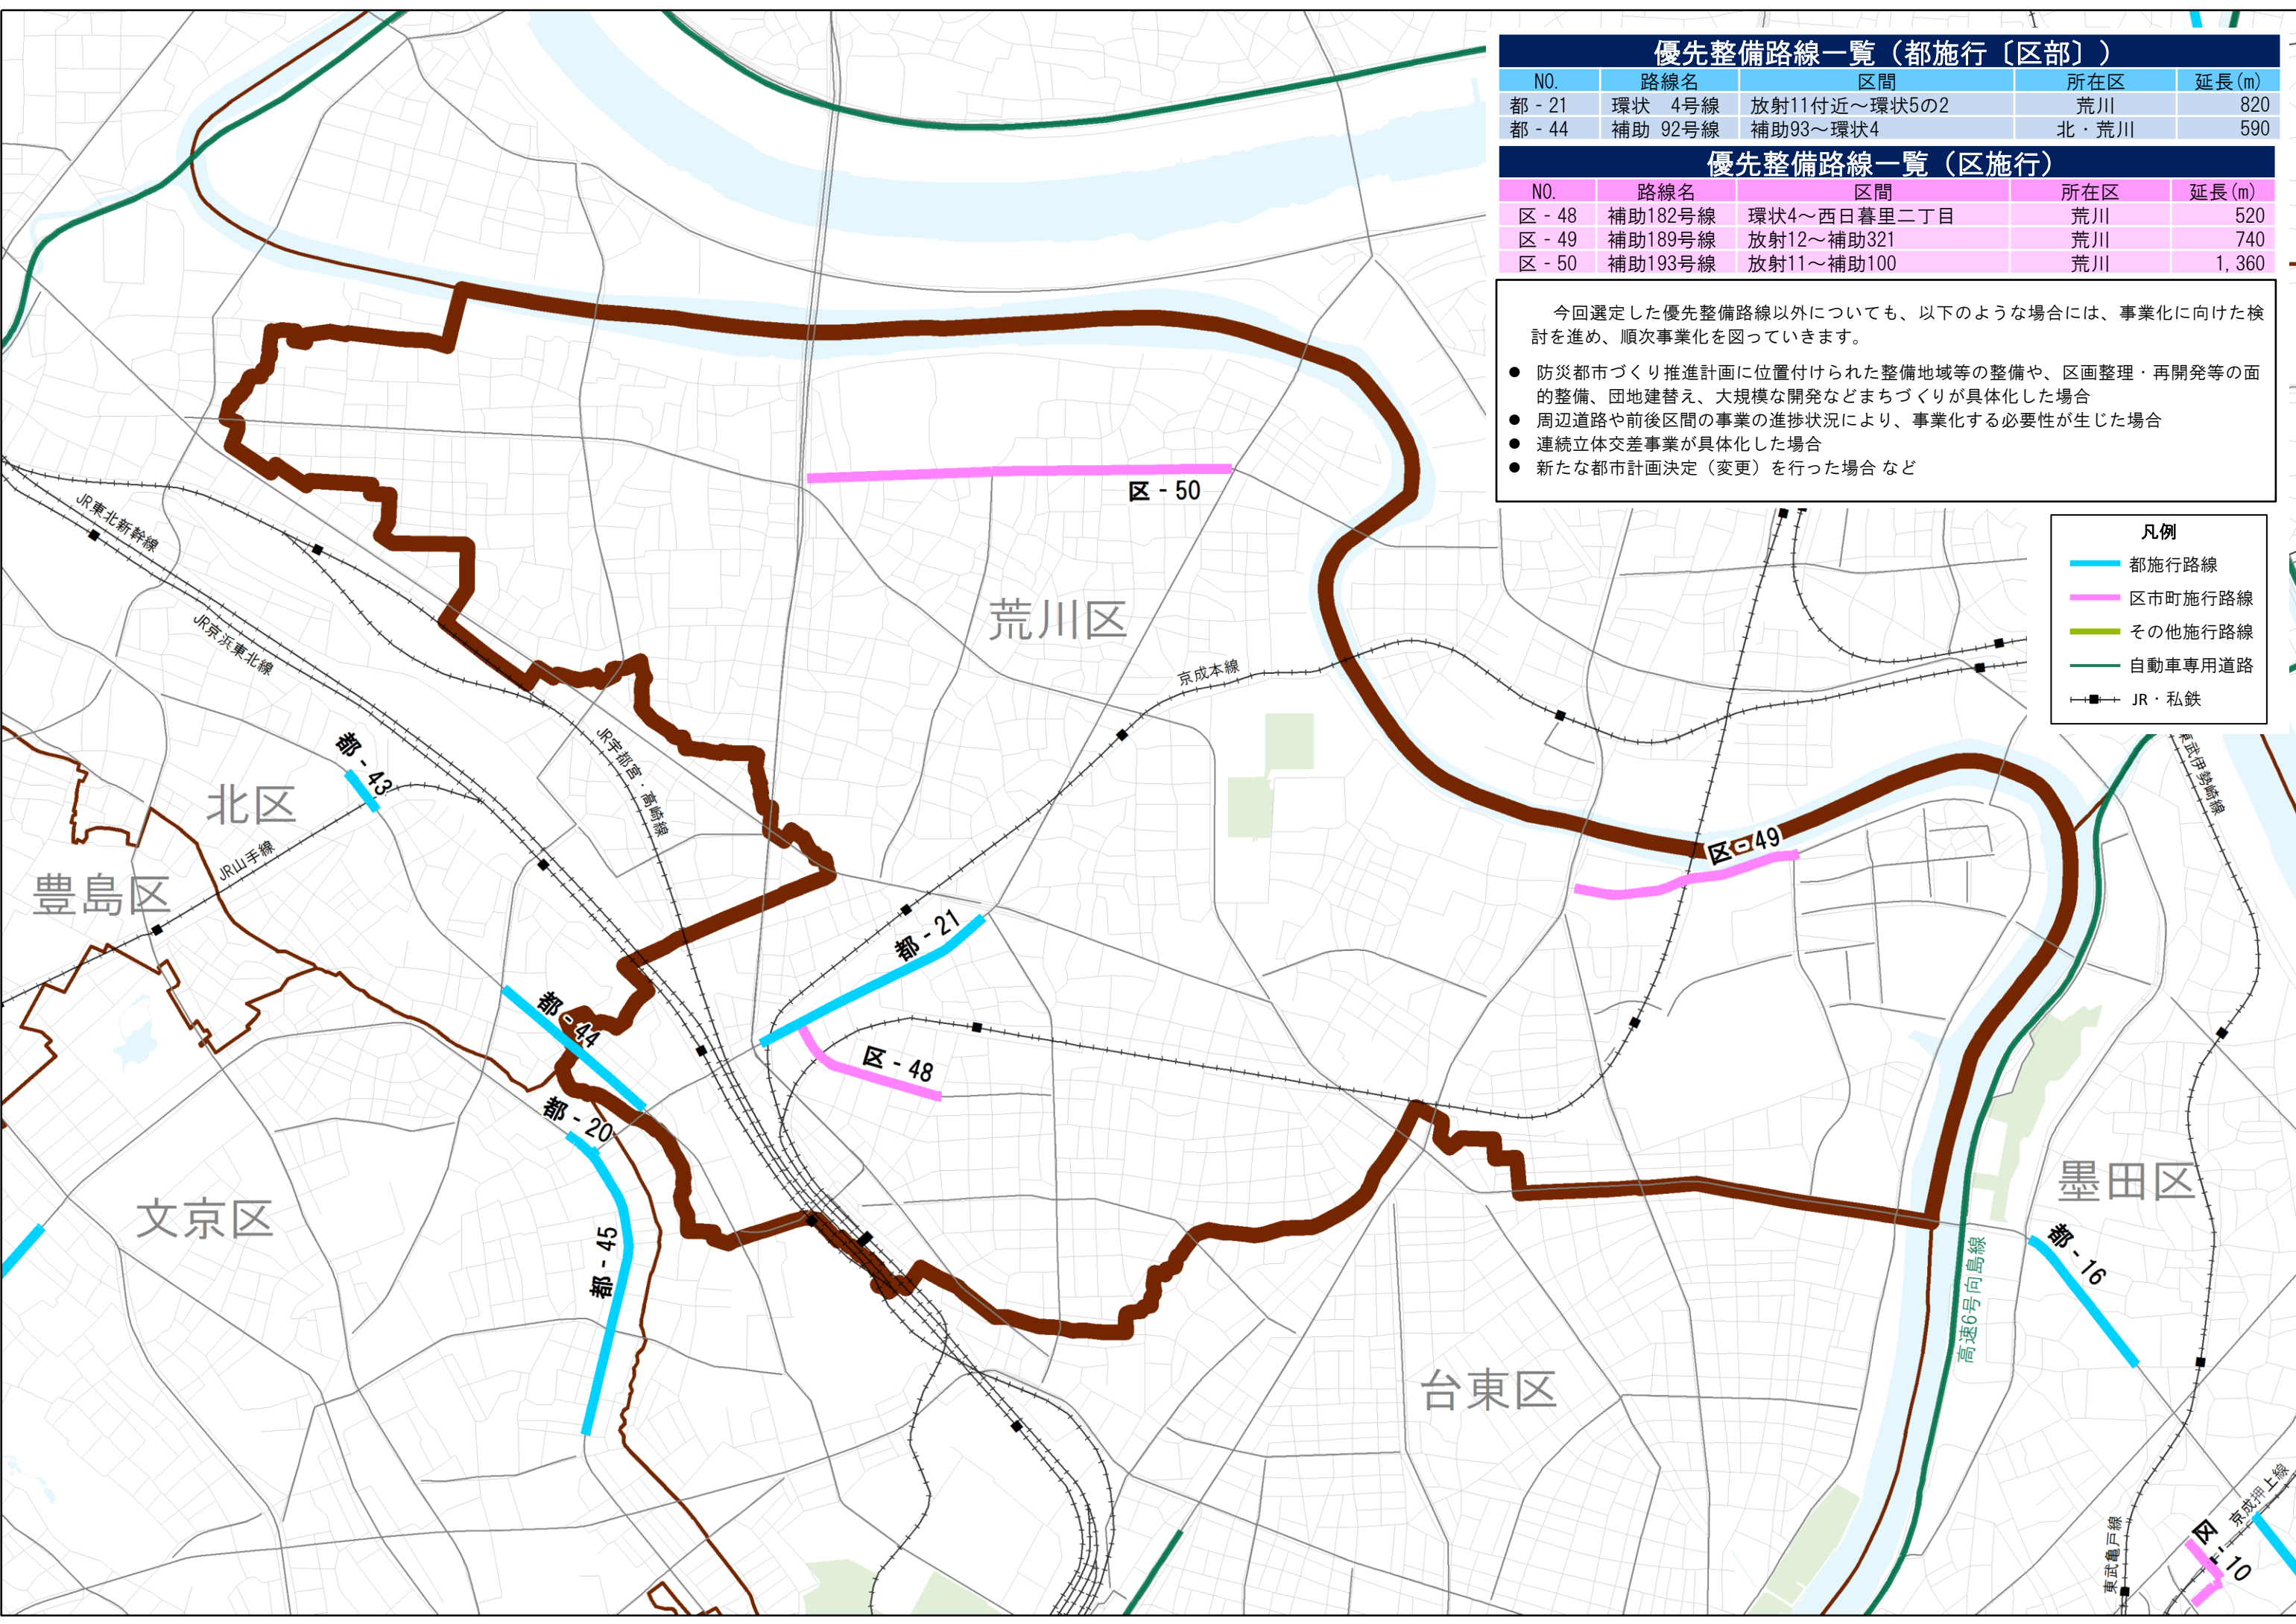 優先整備路線一覧（都施行〔区部〕）
NO. 路線名 区間 所在区 延長(m)
都 - 21 環状 4号線 放射11付近～環状5の2 荒川 820
都 - 44 補助 92号線 補助93～環状4 北・荒川 590
優先整備路線一覧（区施行）
NO. 路線名 区間 所在区 延長(m)
区 - 48 補助182号線 環状4～西日暮里二丁目 荒川 520
区 - 49 補助189号線 放射12～補助321 荒川 740
区 - 50 補助193号線 放射11～補助100 荒川 1,360
今回選定した優先整備路線以外についても、以下のような場合には、事業化に向けた検
討を進め、順次事業化を図っていきます。
● 防災都市づくり推進計画に位置付けられた整備地域等の整備や、区画整理・再開発等の面
的整備、団地建替え、大規模な開発などまちづくりが具体化した場合
● 周辺道路や前後区間の事業の進捗状況により、事業化する必要性が生じた場合
● 連続立体交差事業が具体化した場合
● 新たな都市計画決定（変更）を行った場合 など
凡例
都施行路線
区市町施行路線
その他施行路線
自動車専用道路
JR・私鉄
区 - 50
JR東北新幹線
JR京浜東北線
荒川区
京成本線
都 - 43
JR宇都宮・高崎線
北区
東武伊勢崎線
JR山手線
豊島区
区 - 49
都 - 21
都 - 44
区 - 48
都 - 20
文京区
墨田区
都 - 45
都 - 16
高速6号向島線
台東区
京成押上線
東武亀戸線
区 - 10